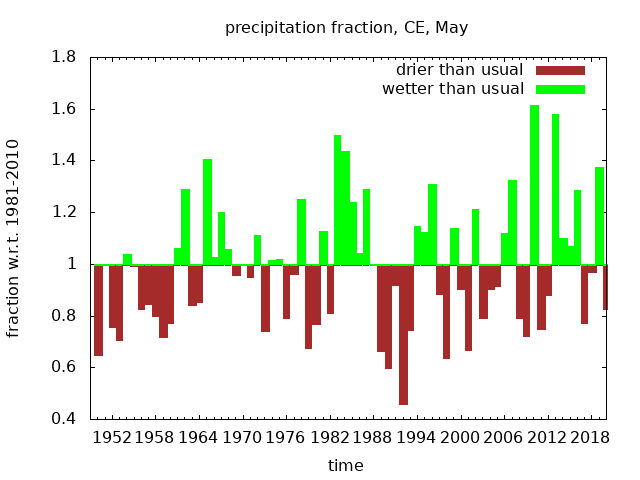 precipitation fraction, CE, May
drier than usual
wetter than usual
fraction w.r.t. 1981-2010
1.8
1.6
1.4
1.2
1
0.8
0.6
0.4
1952 1958 1964 1970 1976 1982 1988 1994 2000 2006 2012 2018
time